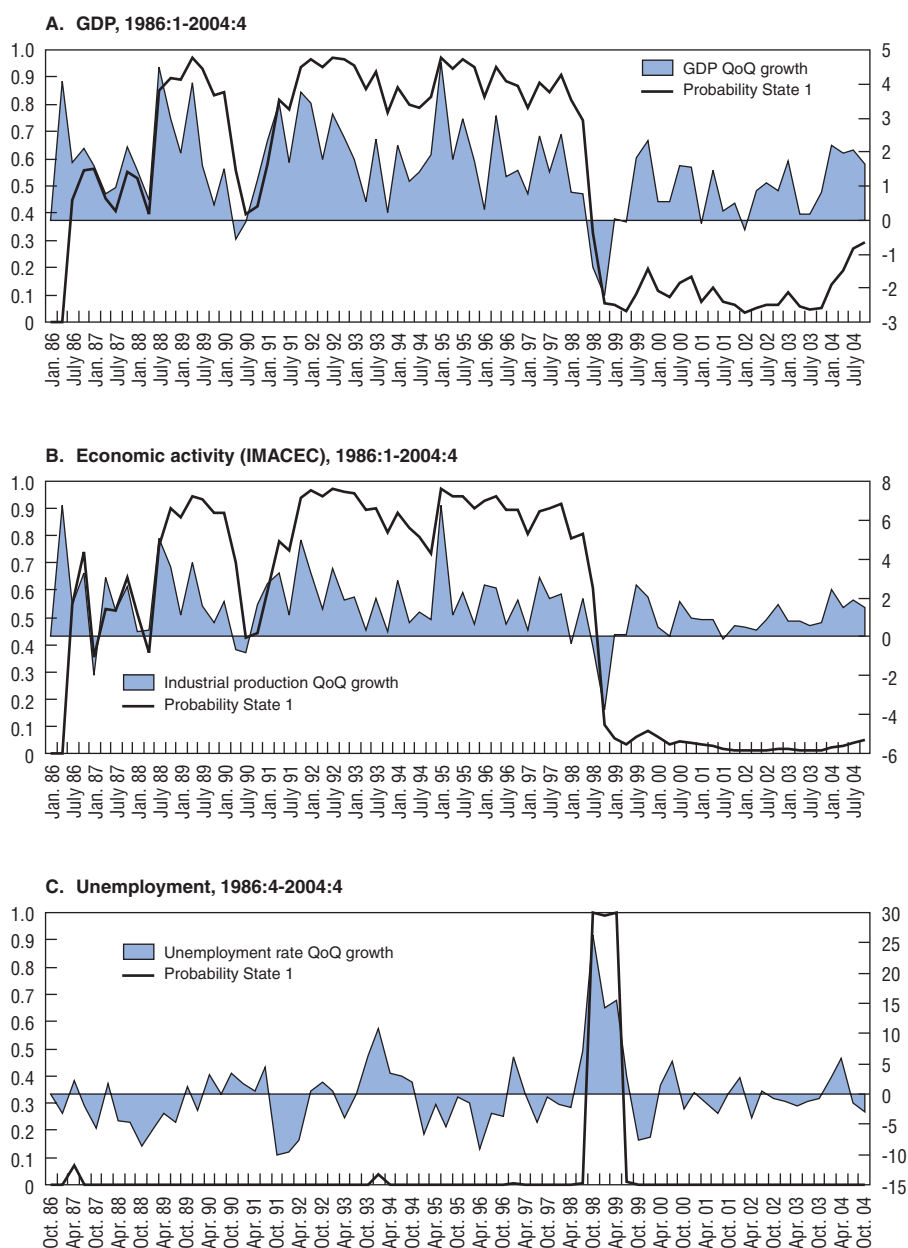 A. GDP, 1986:1-2004:4
1.0
0.9
0.8
0.7
0.6
0.5
0.4
0.3
0.2
0.1
0
5
4
3
2
1
0
-1
-2
-3
GDP QoQ growth
Probability State 1
Jan. 86
July 86
Jan. 87
July 87
Jan. 88
July 88
Jan. 89
July 89
Jan. 90
July 90
Jan. 91
July 91
Jan. 92
July 92
Jan. 93
July 93
Jan. 94
July 94
Jan. 95
July 95
Jan. 96
July 96
Jan. 97
July 97
Jan. 98
July 98
Jan. 99
July 99
Jan. 00
July 00
Jan. 01
July 01
Jan. 02
July 02
Jan. 03
July 03
Jan. 04
July 04
B. Economic activity (IMACEC), 1986:1-2004:4
1.0
0.9
0.8
0.7
0.6
0.5
0.4
0.3
0.2
0.1
0
8
6
4
2
0
-2
-4
-6
Industrial production QoQ growth
Probability State 1
Jan. 86
July 86
Jan. 87
July 87
Jan. 88
July 88
Jan. 89
July 89
Jan. 90
July 90
Jan. 91
July 91
Jan. 92
July 92
Jan. 93
July 93
Jan. 94
July 94
Jan. 95
July 95
Jan. 96
July 96
Jan. 97
July 97
Jan. 98
July 98
Jan. 99
July 99
Jan. 00
July 00
Jan. 01
July 01
Jan. 02
July 02
Jan. 03
July 03
Jan. 04
July 04
C. Unemployment, 1986:4-2004:4
1.0
0.9
0.8
0.7
0.6
0.5
0.4
0.3
0.2
0.1
0
30
25
20
15
10
5
0
-5
-10
-15
Unemployment rate QoQ growth
Probability State 1
Oct. 86
Apr. 87
Oct. 87
Apr. 88
Oct. 88
Apr. 89
Oct. 89
Apr. 90
Oct. 90
Apr. 91
Oct. 91
Apr. 92
Oct. 92
Apr. 93
Oct. 93
Apr. 94
Oct. 94
Apr. 95
Oct. 95
Apr. 96
Oct. 96
Apr. 97
Oct. 97
Apr. 98
Oct. 98
Apr. 99
Oct. 99
Apr. 00
Oct. 00
Apr. 01
Oct. 01
Apr. 02
Oct. 02
Apr. 03
Oct. 03
Apr. 04
Oct. 04